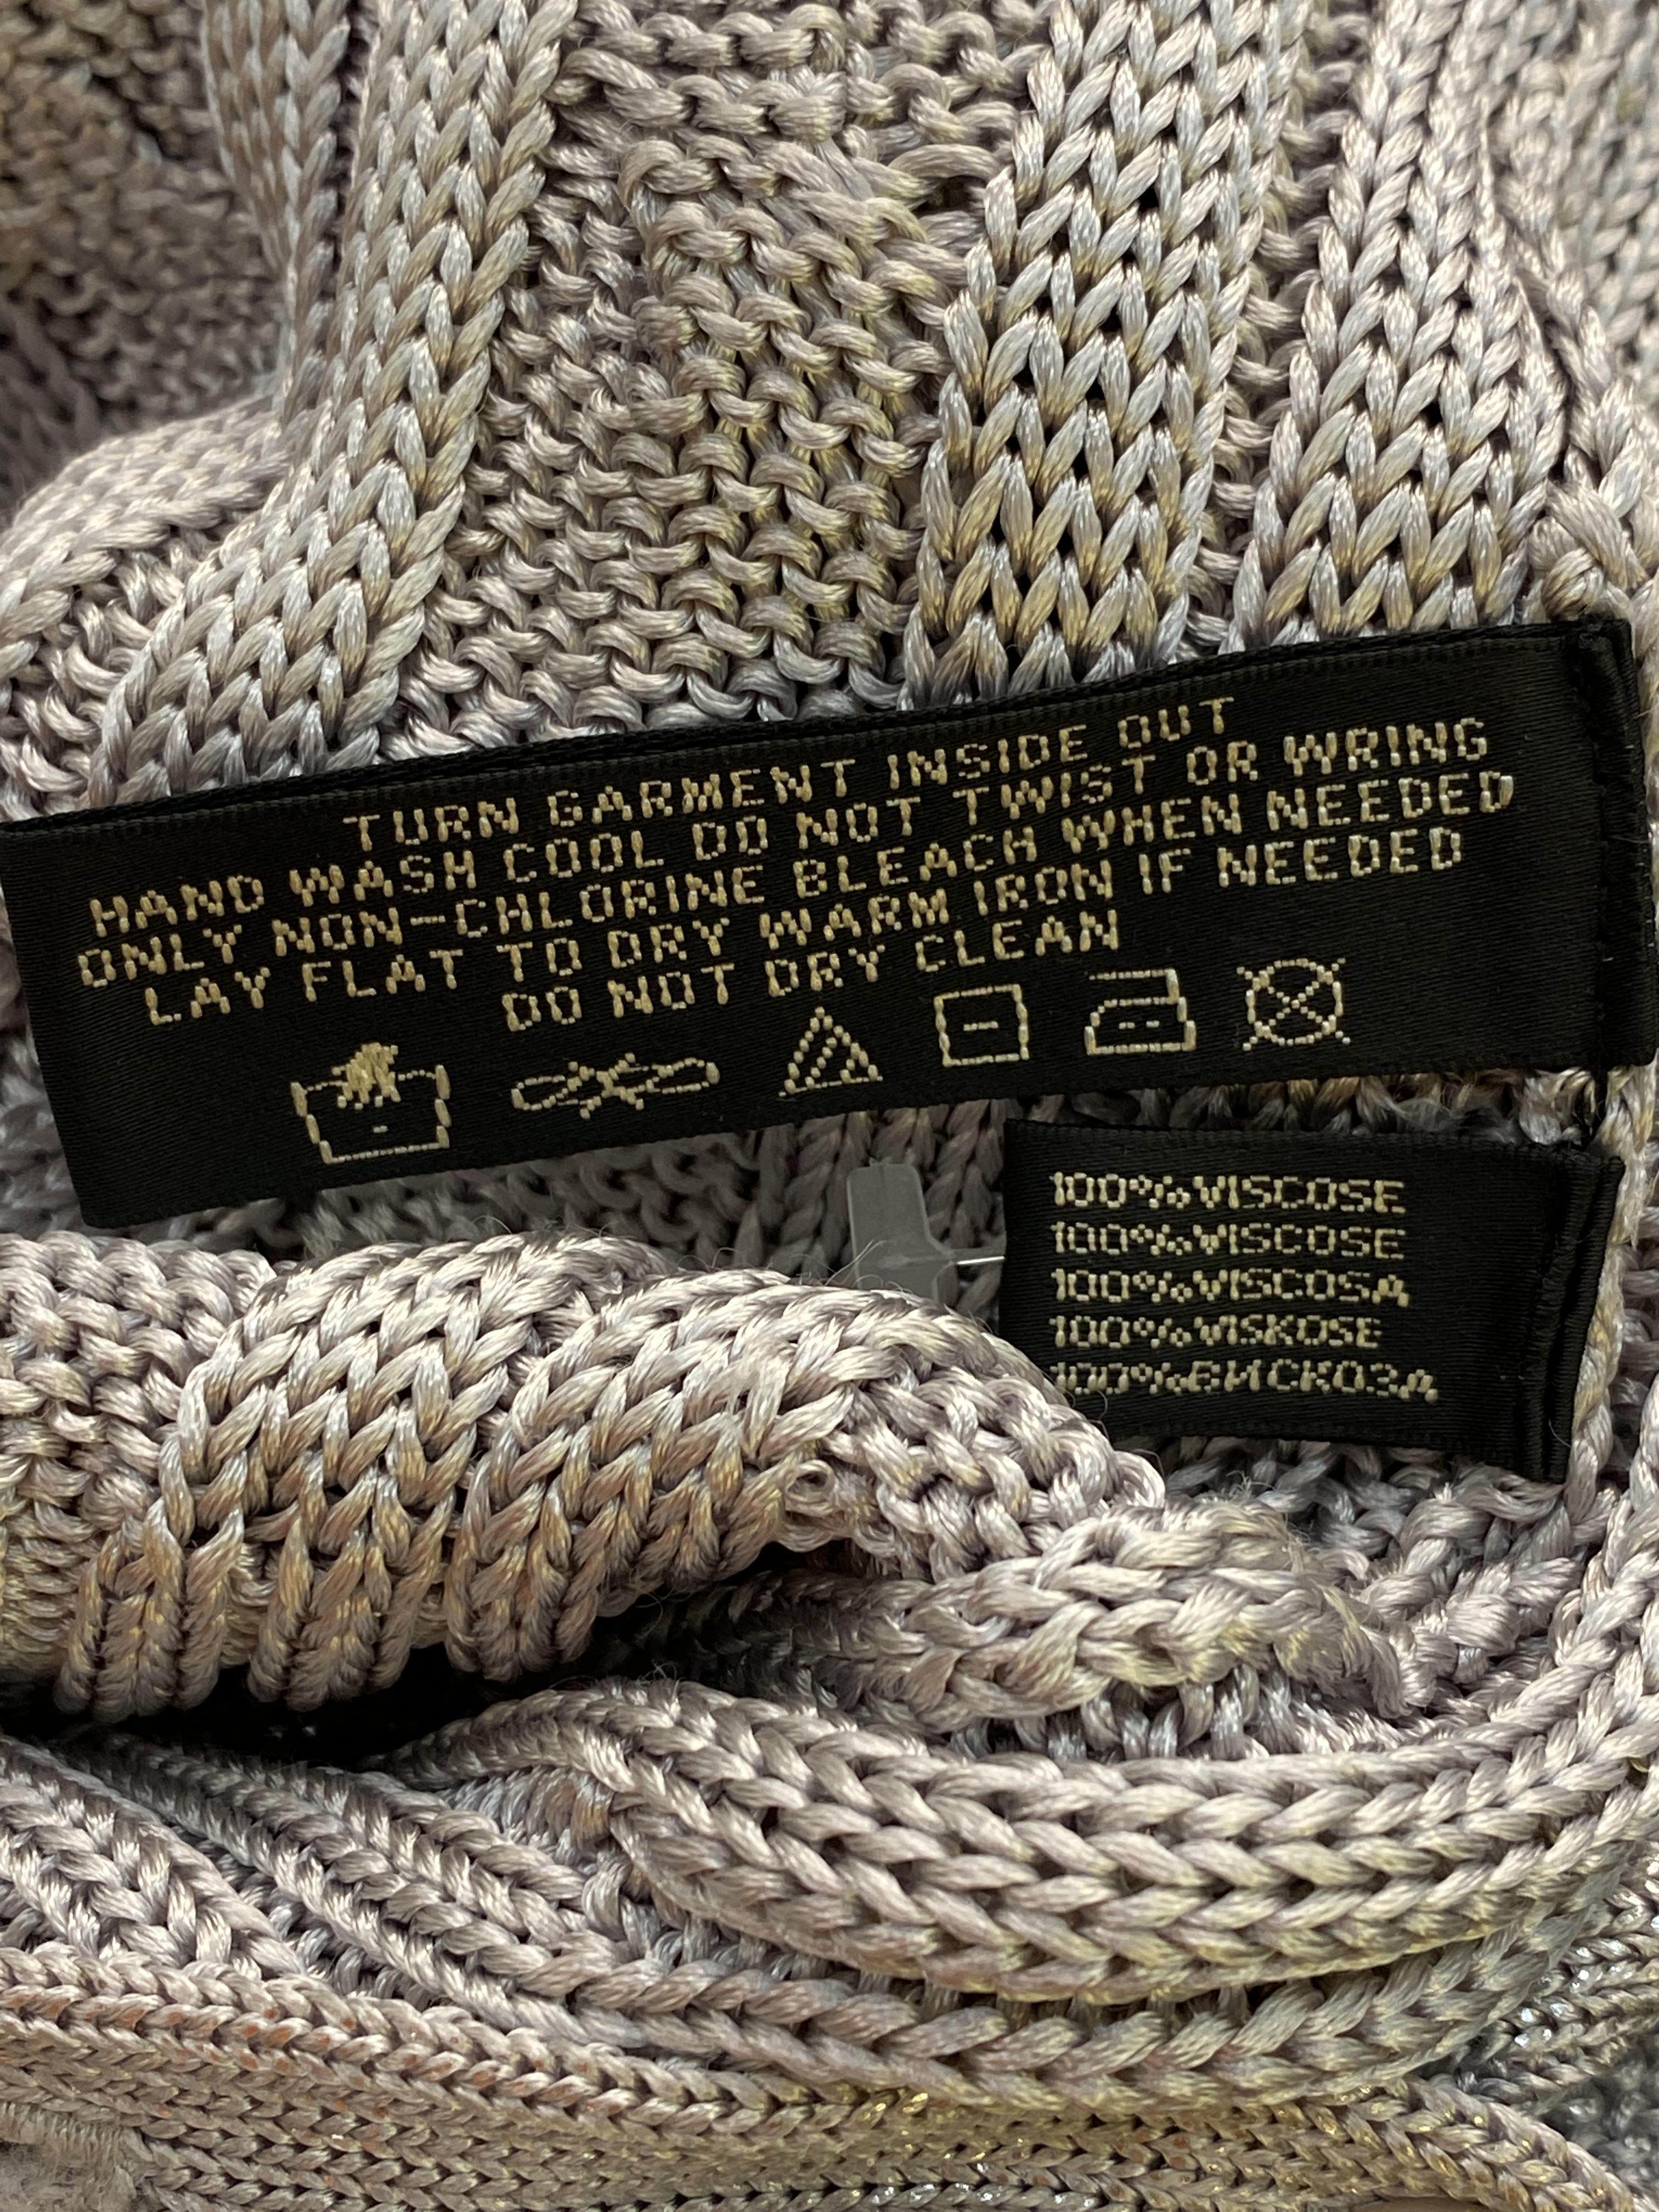 TURN GARMENT INSIDE OUT
HAND WASH COOL DO NOT TWIST OR WRING
ONLY NON-CHLORINE BLEACH WHEN NEEDED
LAY FLAT TO DRY WARM IRON IF NEEDED
DO NOT DRY CLEAN
100%VISCOSE
100%VISCOSE
100%VISCOSA
100%VISKOSE
100%ВИСКОЗА